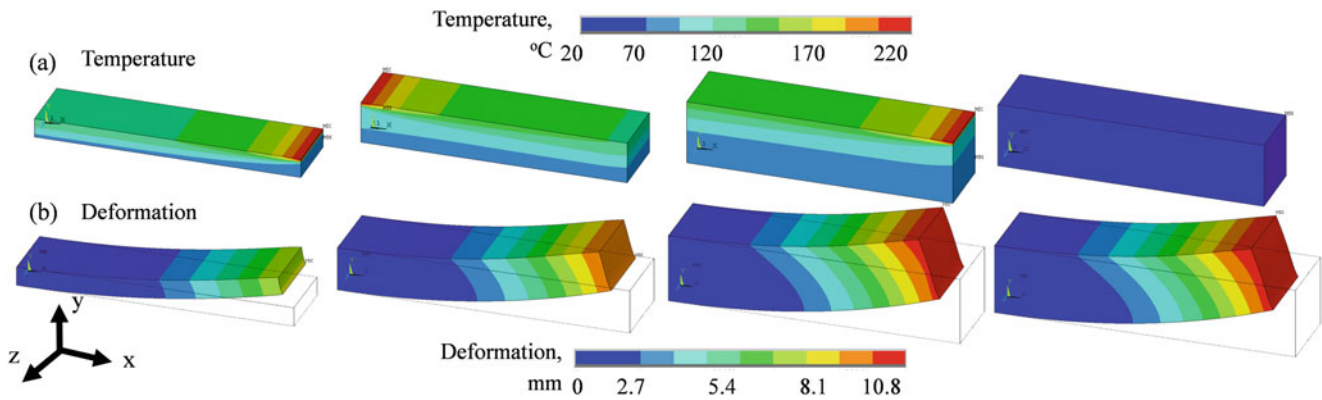 Temperature,
°C 20 70 120 170 220
(a) Temperature
(b) Deformation
y
z
x
Deformation,
mm 0 2.7 5.4 8.1 10.8